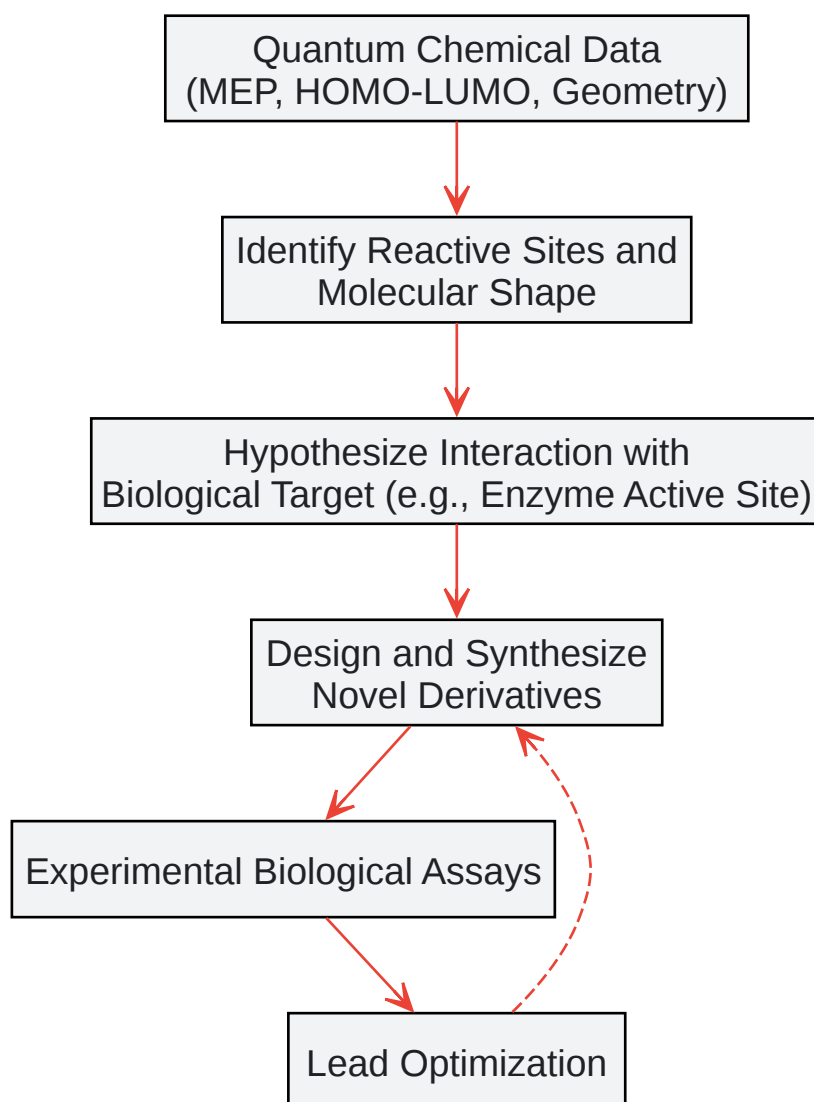 Quantum Chemical Data
(MEP, HOMO-LUMO, Geometry)
Identify Reactive Sites and
Molecular Shape
Hypothesize Interaction with
Biological Target (e.g., Enzyme Active Site)
Design and Synthesize
Novel Derivatives
Experimental Biological Assays
Lead Optimization